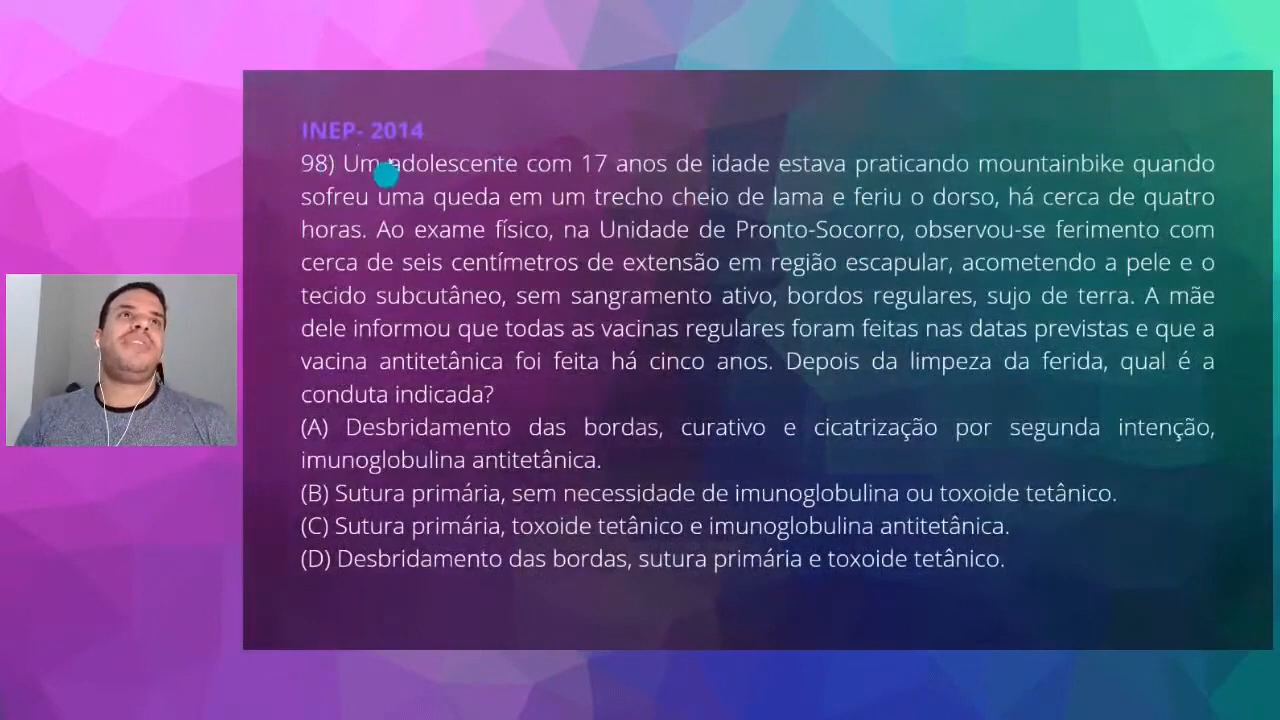 INEP- 2014
98) Um adolescente com 17 anos de idade estava praticando mountainbike quando
sofreu uma queda em um trecho cheio de lama e feriu o dorso, há cerca de quatro
horas. Ao exame físico, na Unidade de Pronto-Socorro, observou-se ferimento com
cerca de seis centímetros de extensão em região escapular, acometendo a pele e o
tecido subcutâneo, sem sangramento ativo, bordos regulares, sujo de terra. A mãe
dele informou que todas as vacinas regulares foram feitas nas datas previstas e que a
vacina antitetânica foi feita há cinco anos. Depois da limpeza da ferida, qual é a
conduta indicada?
(A) Desbridamento das bordas, curativo e cicatrização por segunda intenção,
imunoglobulina antitetânica.
(B) Sutura primária, sem necessidade de imunoglobulina ou toxoide tetânico.
(C) Sutura primária, toxoide tetânico e imunoglobulina antitetânica.
(D) Desbridamento das bordas, sutura primária e toxoide tetânico.